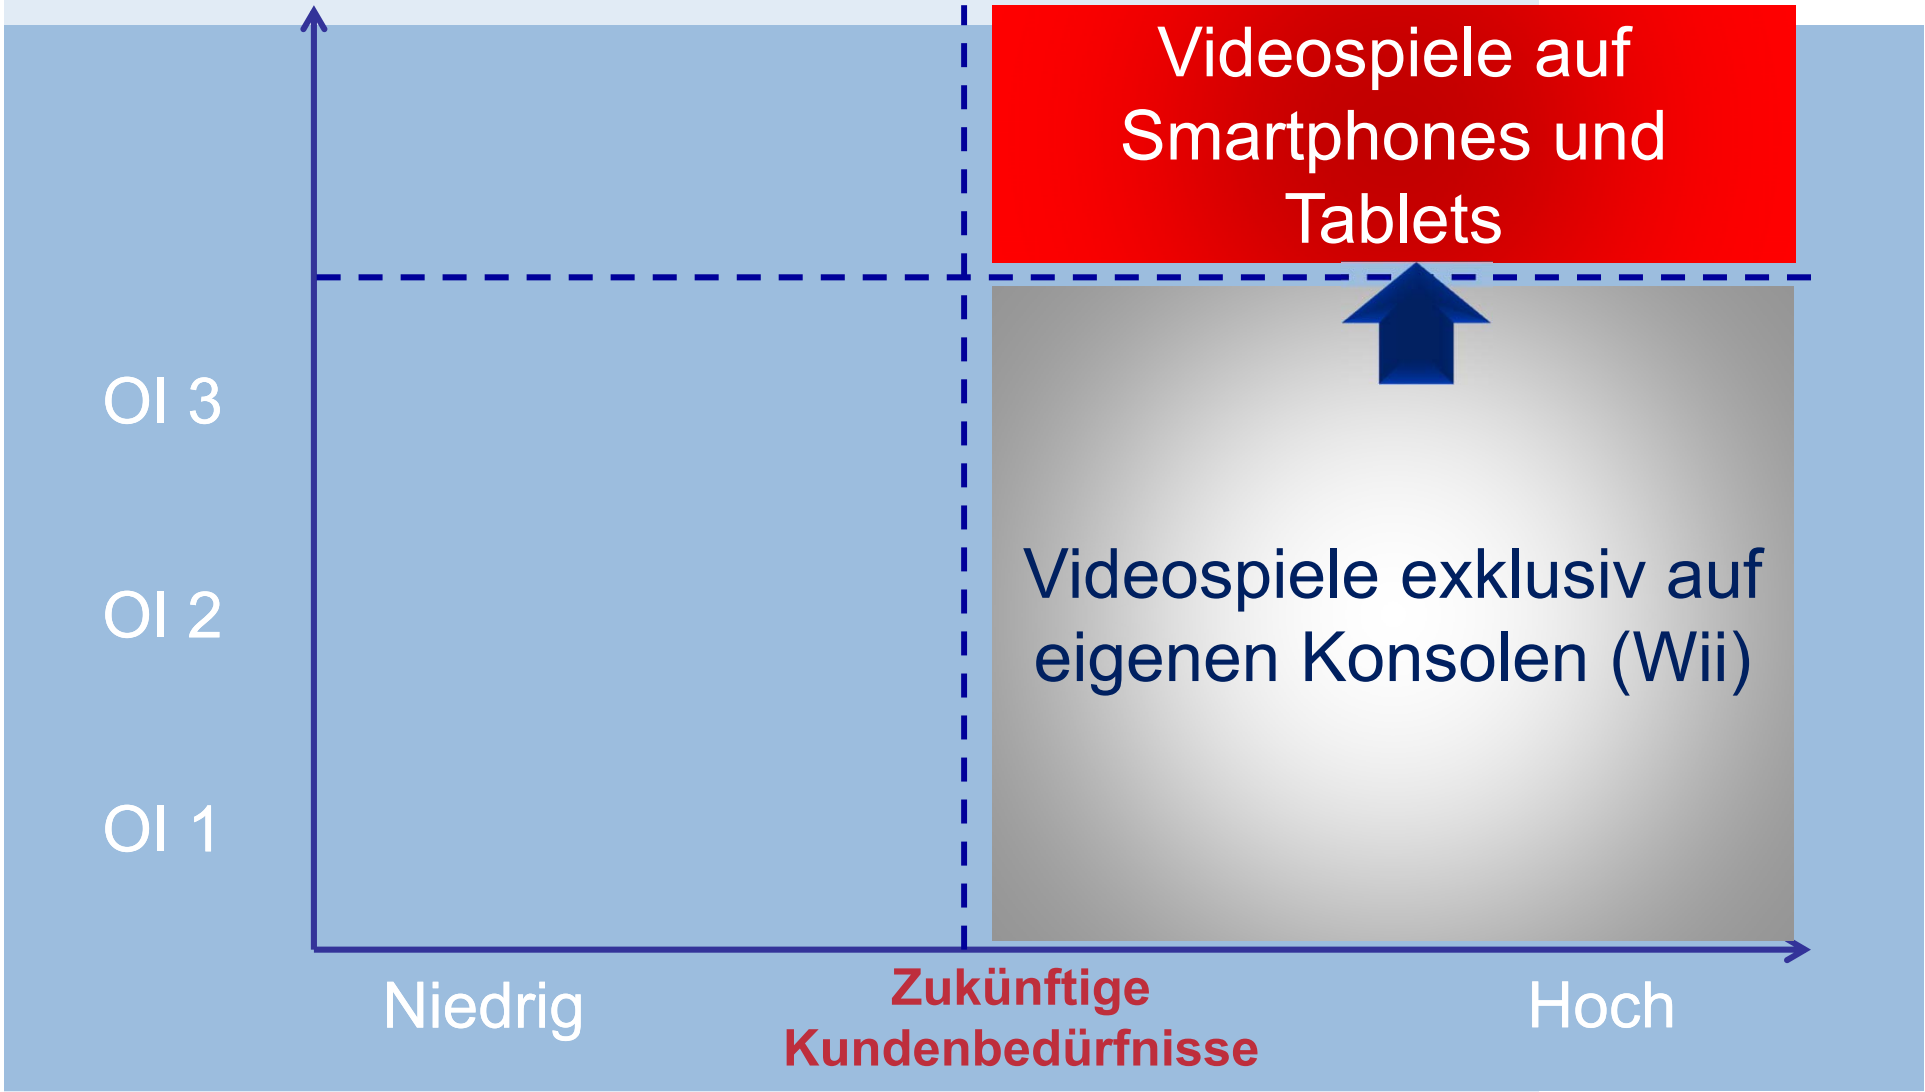 Videospiele auf
Smartphones und
Tablets
OI 3
Videospiele exklusiv auf
eigenen Konsolen (Wii)
OI 2
OI 1
Niedrig
Zukünftige
Kundenbedürfnisse
Hoch